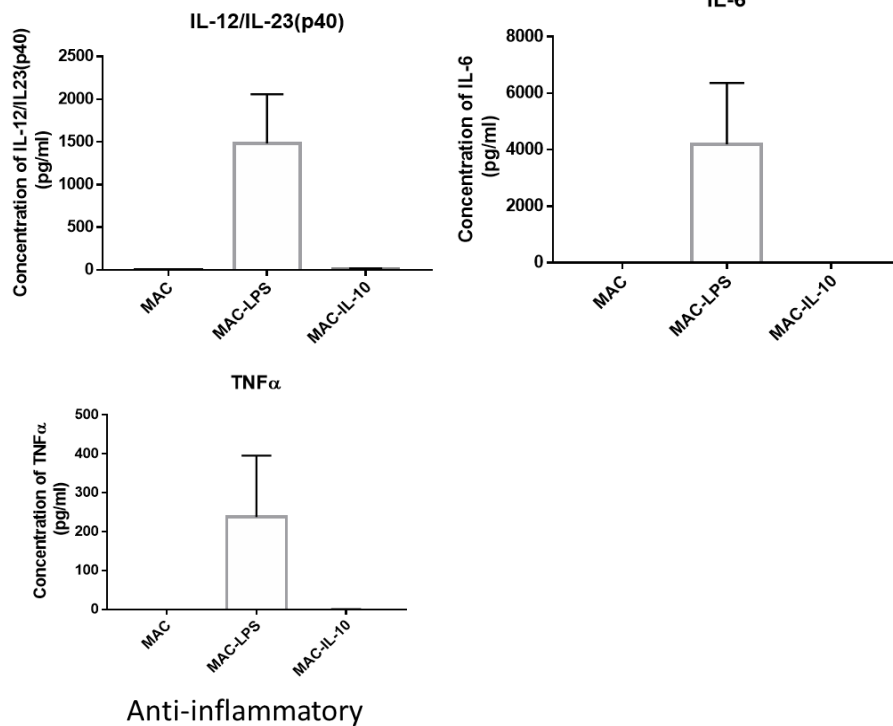 IL-12/IL-23(p40)
Concentration of IL-12/IL23(p40)
(pg/ml)
2500
2000
1500
1000
500
0
MAC
MAC-LPS
MAC-IL-10
IL-6
Concentration of IL-6
(pg/ml)
8000
6000
4000
2000
0
MAC
MAC-LPS
MAC-IL-10
TNFα
Concentration of TNFα
(pg/ml)
500
400
300
200
100
0
MAC
MAC-LPS
MAC-IL-10
Anti-inflammatory